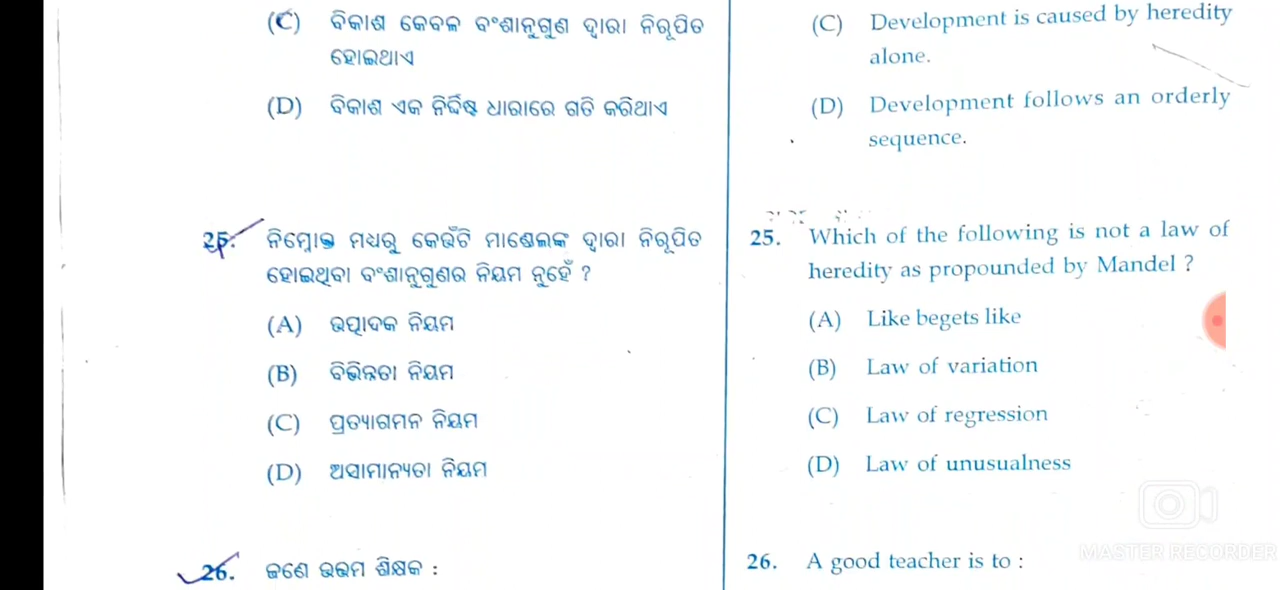 (C) ବିକାଶ କେବଳ ବଂଶାନୁଗୁଣ ଦ୍ୱାରା ନିରୂପିତ
ହୋଇଥାଏ
(D) ବିକାଶ ଏକ ନିର୍ଦ୍ଦିଷ୍ଟ ଧାରାରେ ଗତି କରିଥାଏ
25. ନିମ୍ନୋକ୍ତ ମଧ୍ୟରୁ କେଉଁଟି ମାଣ୍ଡେଲଙ୍କ ଦ୍ୱାରା ନିରୂପିତ
ହୋଇଥିବା ବଂଶାନୁଗୁଣର ନିୟମ ନୁହେଁ ?
(A) ଉତ୍ପାଦକ ନିୟମ
(B) ବିଭିନ୍ନତା ନିୟମ
(C) ପ୍ରତ୍ୟାଗମନ ନିୟମ
(D) ଅସାମାନ୍ୟତା ନିୟମ
26. ଜଣେ ଉତ୍ତମ ଶିକ୍ଷକ :
(C) Development is caused by heredity
alone.
(D) Development follows an orderly
sequence.
25. Which of the following is not a law of
heredity as propounded by Mandel ?
(A) Like begets like
(B) Law of variation
(C) Law of regression
(D) Law of unusualness
26. A good teacher is to :
MASTER RECORDER